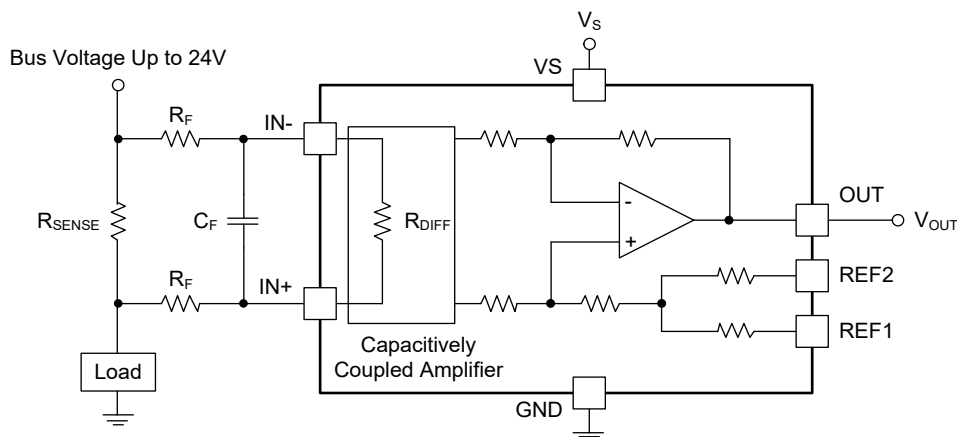 V_S
Bus Voltage Up to 24V
VS
R_F
IN-
OUT
R_SENSE
C_F
R_DIFF
-
+
V_OUT
R_F
IN+
REF2
REF1
Load
Capacitively
Coupled Amplifier
GND